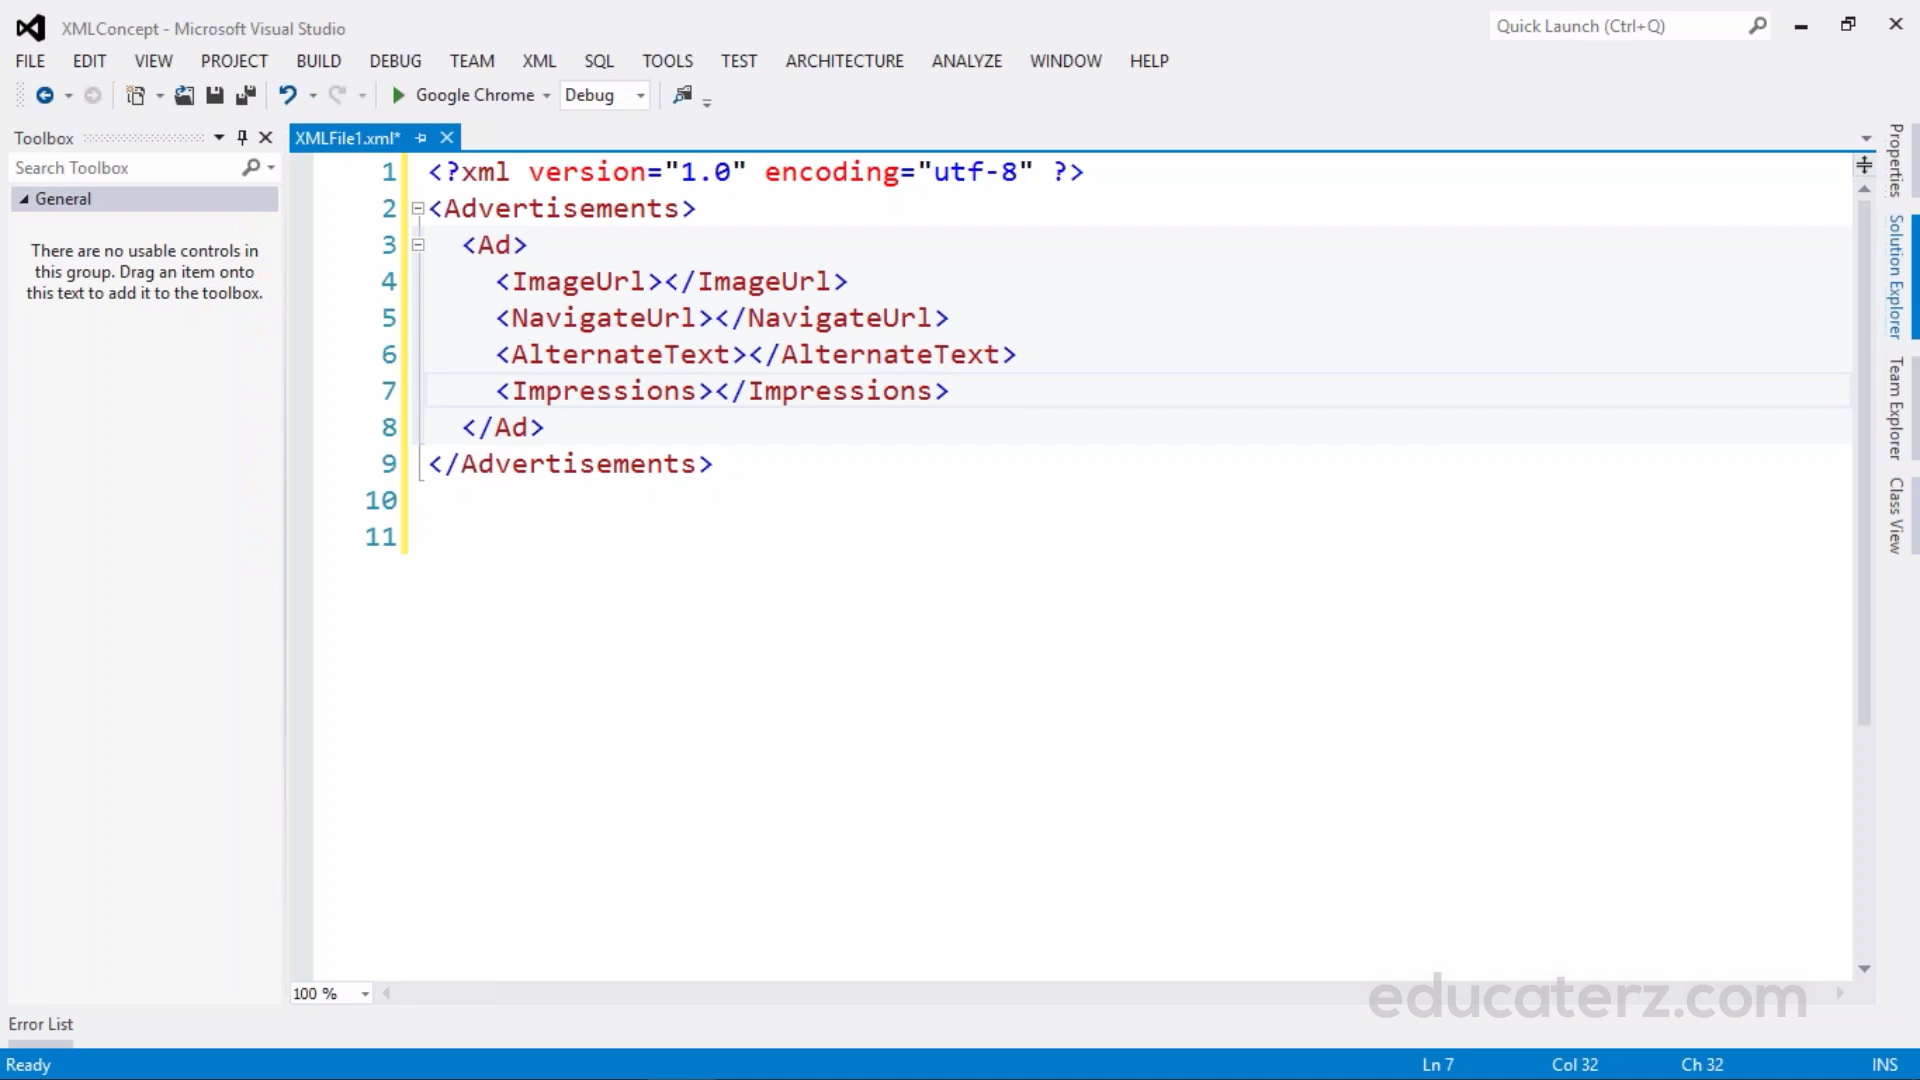 XMLConcept - Microsoft Visual Studio
Quick Launch (Ctrl+Q)
FILE EDIT VIEW PROJECT BUILD DEBUG TEAM XML SQL TOOLS TEST ARCHITECTURE ANALYZE WINDOW HELP
Google Chrome Debug
Toolbox
Search Toolbox
General
There are no usable controls in
this group. Drag an item onto
this text to add it to the toolbox.
XMLFile1.xml*
1 <?xml version="1.0" encoding="utf-8" ?>
2 <Advertisements>
3 <Ad>
4 <ImageUrl></ImageUrl>
5 <NavigateUrl></NavigateUrl>
6 <AlternateText></AlternateText>
7 <Impressions></Impressions>
8 </Ad>
9 </Advertisements>
10
11
Properties
Solution Explorer
Team Explorer
Class View
100 %
educaterz.com
Error List
Ready Ln 7 Col 32 Ch 32 INS